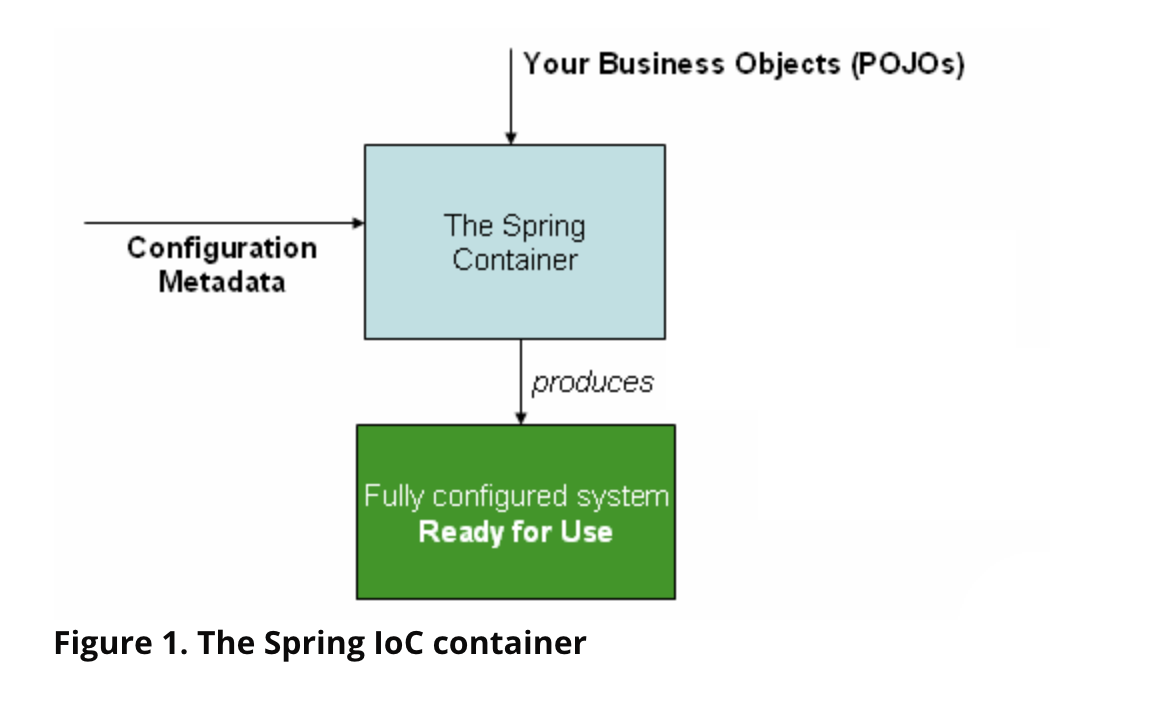 Your Business Objects (POJOs)
The Spring
Container
Configuration
Metadata
produces
Fully configured system
Ready for Use
Figure 1. The Spring IoC container